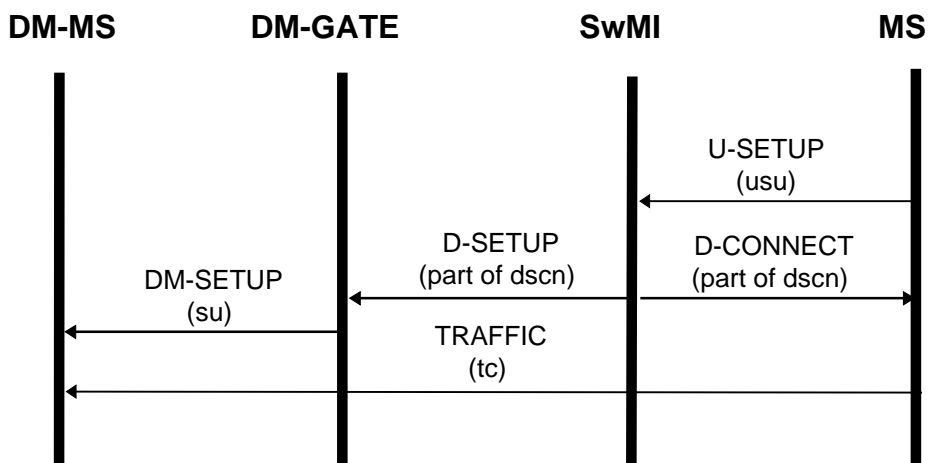 DM-MS
DM-GATE
SwMI
MS
U-SETUP
(usu)
D-SETUP
(part of dscn)
D-CONNECT
(part of dscn)
DM-SETUP
(su)
TRAFFIC
(tc)